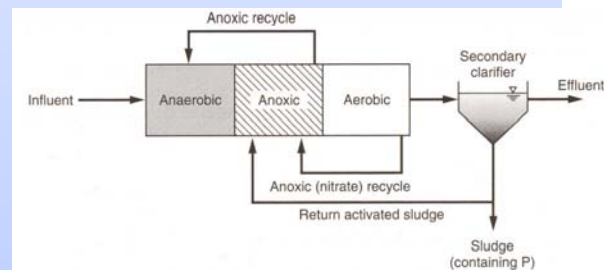 Anoxic recycle
Secondary
clarifier
Influent
Anaerobic
Anoxic
Aerobic
Effluent
Anoxic (nitrate) recycle
Return activated sludge
Sludge
(containing P)